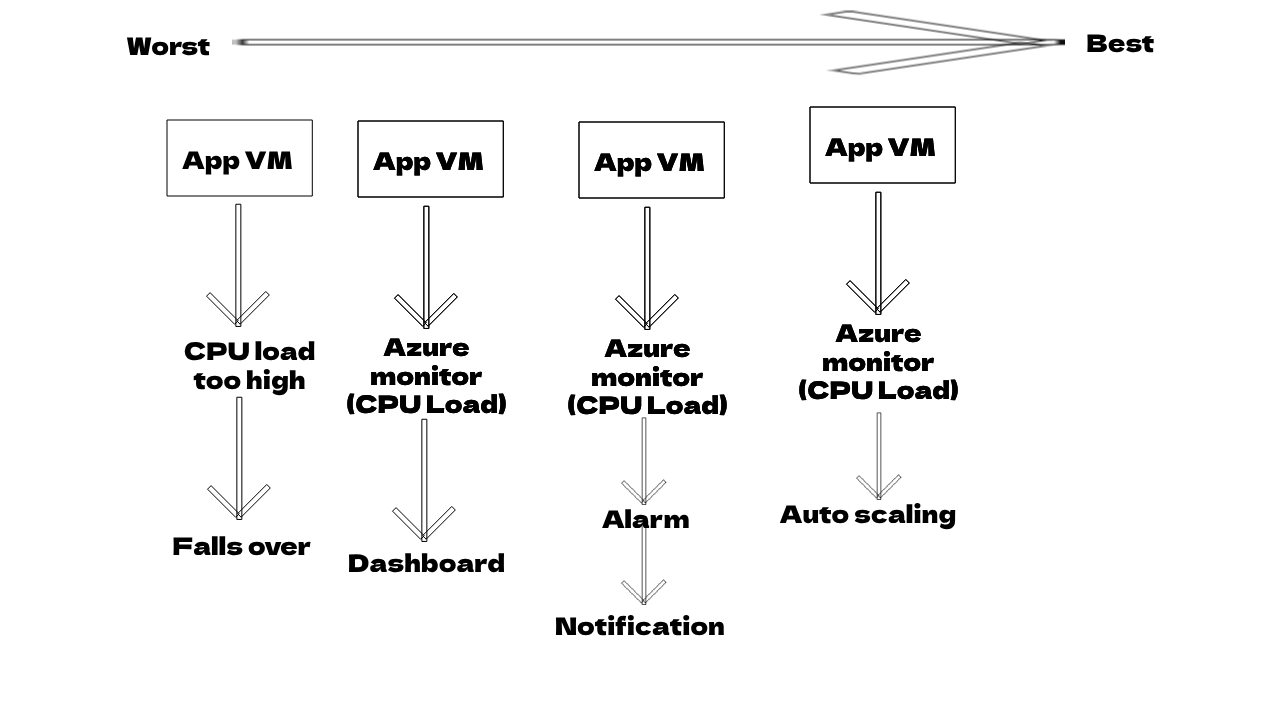 Worst
Best
App VM
CPU load
too high
Falls over
App VM
Azure
monitor
(CPU Load)
Dashboard
App VM
Azure
monitor
(CPU Load)
Alarm
Notification
App VM
Azure
monitor
(CPU Load)
Auto scaling